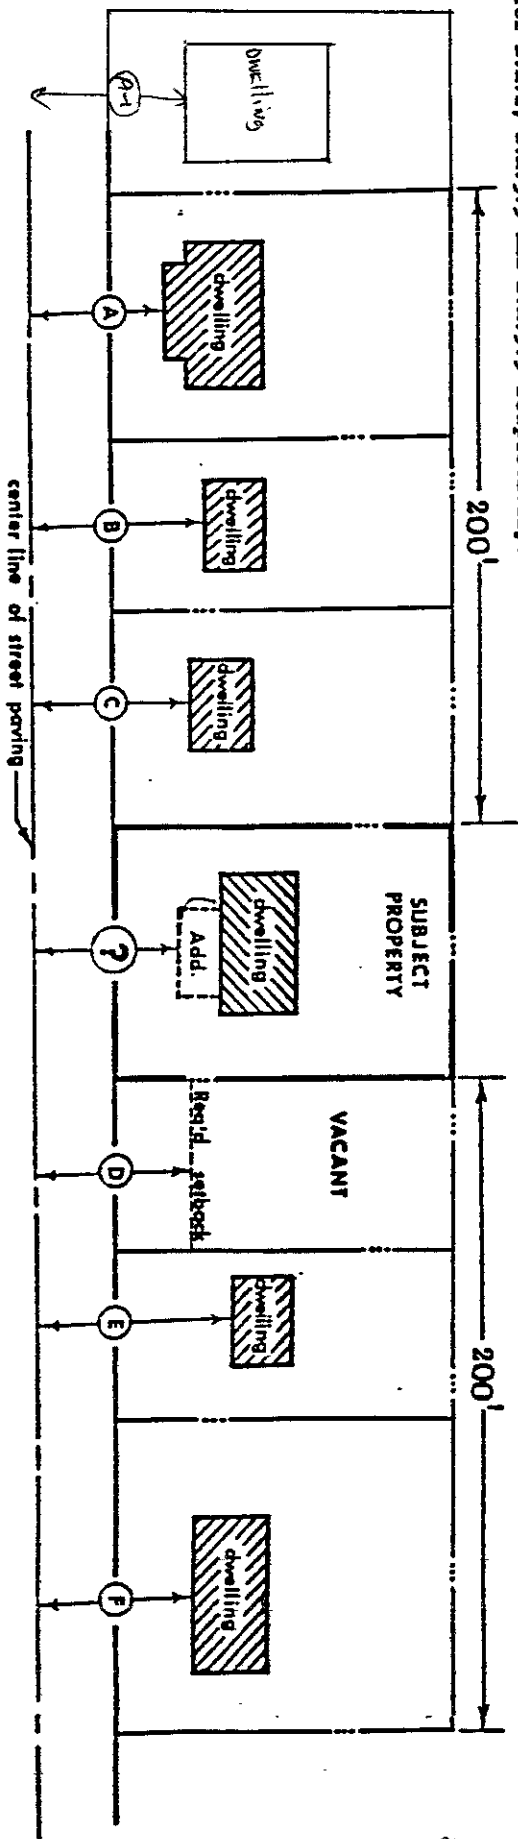 200'
200'
Dwelling
A-1
dwelling
A
dwelling
B
dwelling
C
SUBJECT
PROPERTY
dwelling
Add.
?
VACANT
Req'd. setback
D
dwelling
E
dwelling
F
center line of street paving